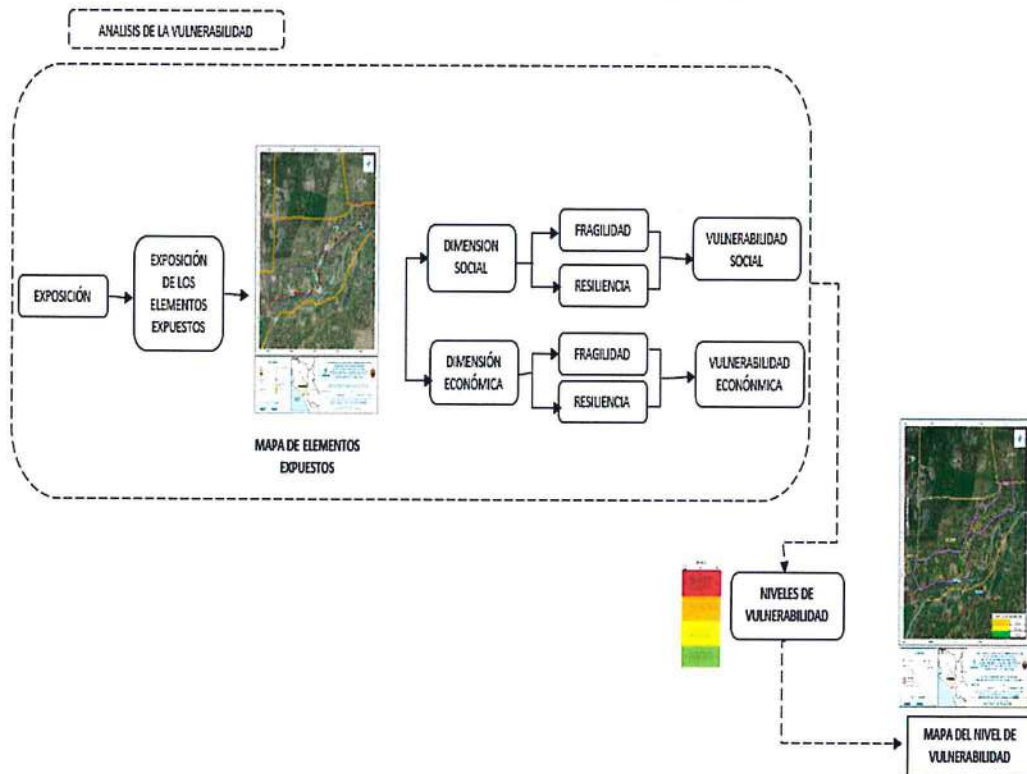 ANALISIS DE LA VULNERABILIDAD
EXPOSICIÓN
EXPOSICIÓN
DE LOS
ELEMENTOS
EXPUESTOS
MAPA DE ELEMENTOS
EXPUESTOS
DIMENSION
SOCIAL
FRAGILIDAD
RESILIENCIA
VULNERABILIDAD
SOCIAL
DIMENSIÓN
ECONÓMICA
FRAGILIDAD
RESILIENCIA
VULNERABILIDAD
ECONÓNMICA
NIVELES DE
VULNERABILIDAD
MAPA DEL NIVEL DE
VULNERABILIDAD